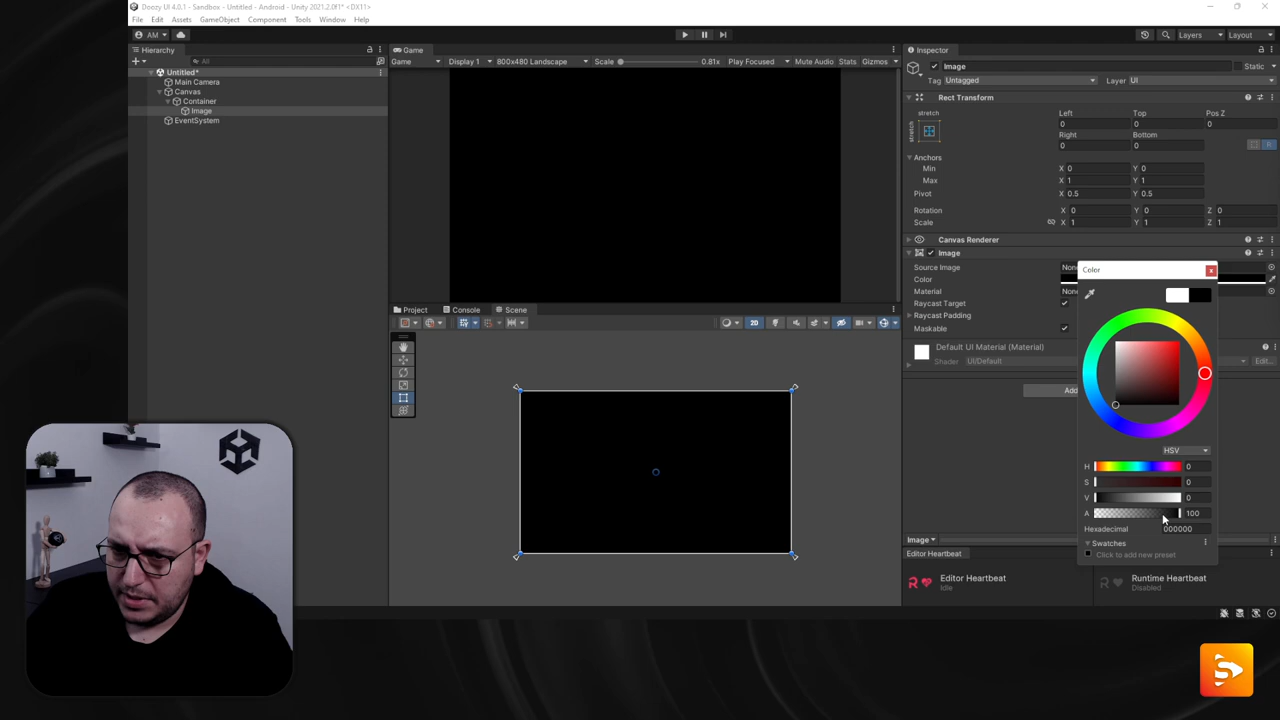 Doozy UI 4.0.1 - Sandbox - Untitled - Android - Unity 2021.2.0f1* <DX11>
File Edit Assets GameObject Component Tools Window Help
AM Layers Layout
Hierarchy
All
Untitled*
Main Camera
Canvas
Container
Image
EventSystem
Game
Game Display 1 800x480 Landscape Scale 0.81x Play Focused Mute Audio Stats Gizmos
Project Console Scene
2D
Inspector
Image Static
Tag Untagged Layer UI
Rect Transform
stretch Left Top Pos Z
stretch 0 0 0
Right Bottom
0 0 R
Anchors
Min X 0 Y 0
Max X 1 Y 1
Pivot X 0.5 Y 0.5
Rotation X 0 Y 0 Z 0
Scale X 1 Y 1 Z 1
Canvas Renderer
Image
Source Image
Color
Material
Raycast Target
Raycast Padding
Maskable
Default UI Material (Material)
Shader UI/Default Edit...
Add
Color
HSV
H 0
S 0
V 0
A 100
Hexadecimal 000000
Swatches
Click to add new preset
Image
Editor Heartbeat
Editor Heartbeat
Idle
Runtime Heartbeat
Disabled